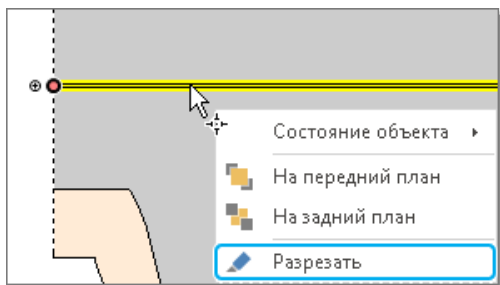 Состояние объекта
На передний план
На задний план
Разрезать